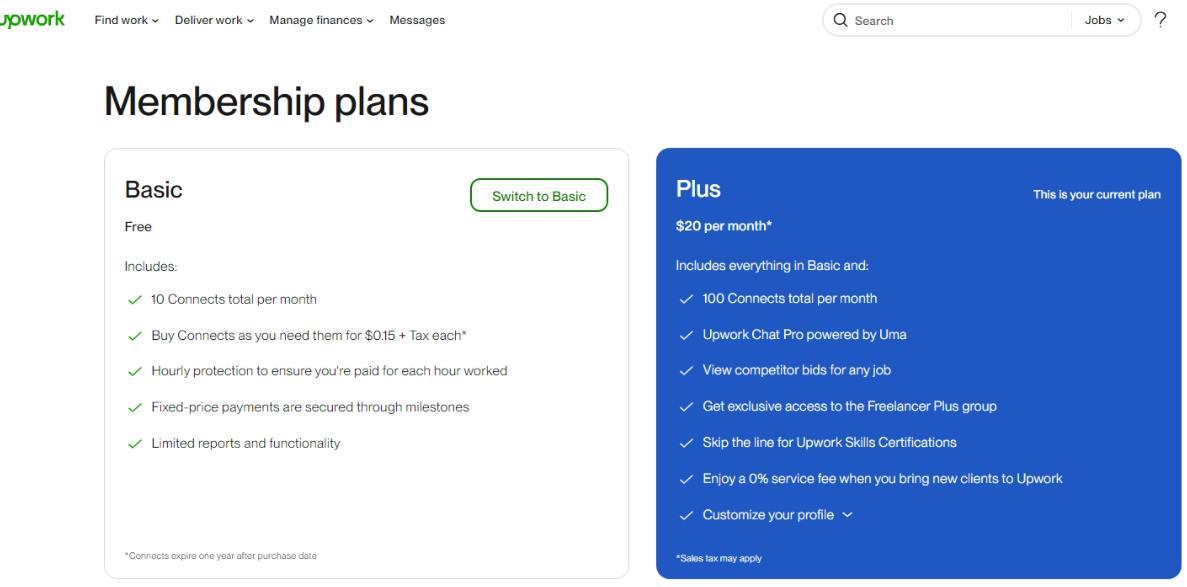 upwork Find work Deliver work Manage finances Messages Search Jobs ?
Membership plans
Basic
Switch to Basic
Free
Includes:
10 Connects total per month
Buy Connects as you need them for $0.15 + Tax each*
Hourly protection to ensure you're paid for each hour worked
Fixed-price payments are secured through milestones
Limited reports and functionality
*Connects expire one year after purchase date
Plus
This is your current plan
$20 per month*
Includes everything in Basic and:
100 Connects total per month
Upwork Chat Pro powered by Uma
View competitor bids for any job
Get exclusive access to the Freelancer Plus group
Skip the line for Upwork Skills Certifications
Enjoy a 0% service fee when you bring new clients to Upwork
Customize your profile
*Sales tax may apply